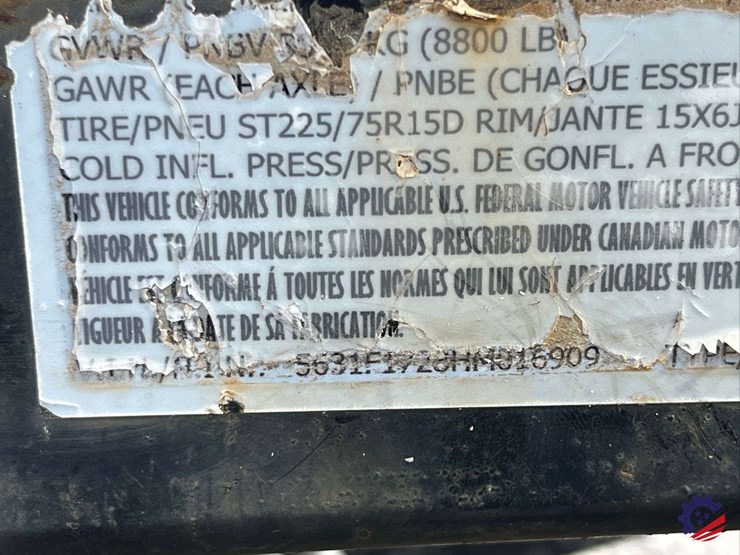 GVWR / PNBV KG (8800 LB)
GAWR (EACH AXLE) / PNBE (CHAQUE ESSIEU
TIRE/PNEU ST225/75R15D RIM/JANTE 15X6J
COLD INFL. PRESS/PRESS. DE GONFL. A FRO
THIS VEHICLE CONFORMS TO ALL APPLICABLE U.S. FEDERAL MOTOR VEHICLE SAFETY
CONFORMS TO ALL APPLICABLE STANDARDS PRESCRIBED UNDER CANADIAN MOTO
VEHICLE EST CONFORME À TOUTES LES NORMES QUI LUI SONT APPLICABLES EN VERT
VIGUEUR A LA DATE DE SA FABRICATION.
TYPE/